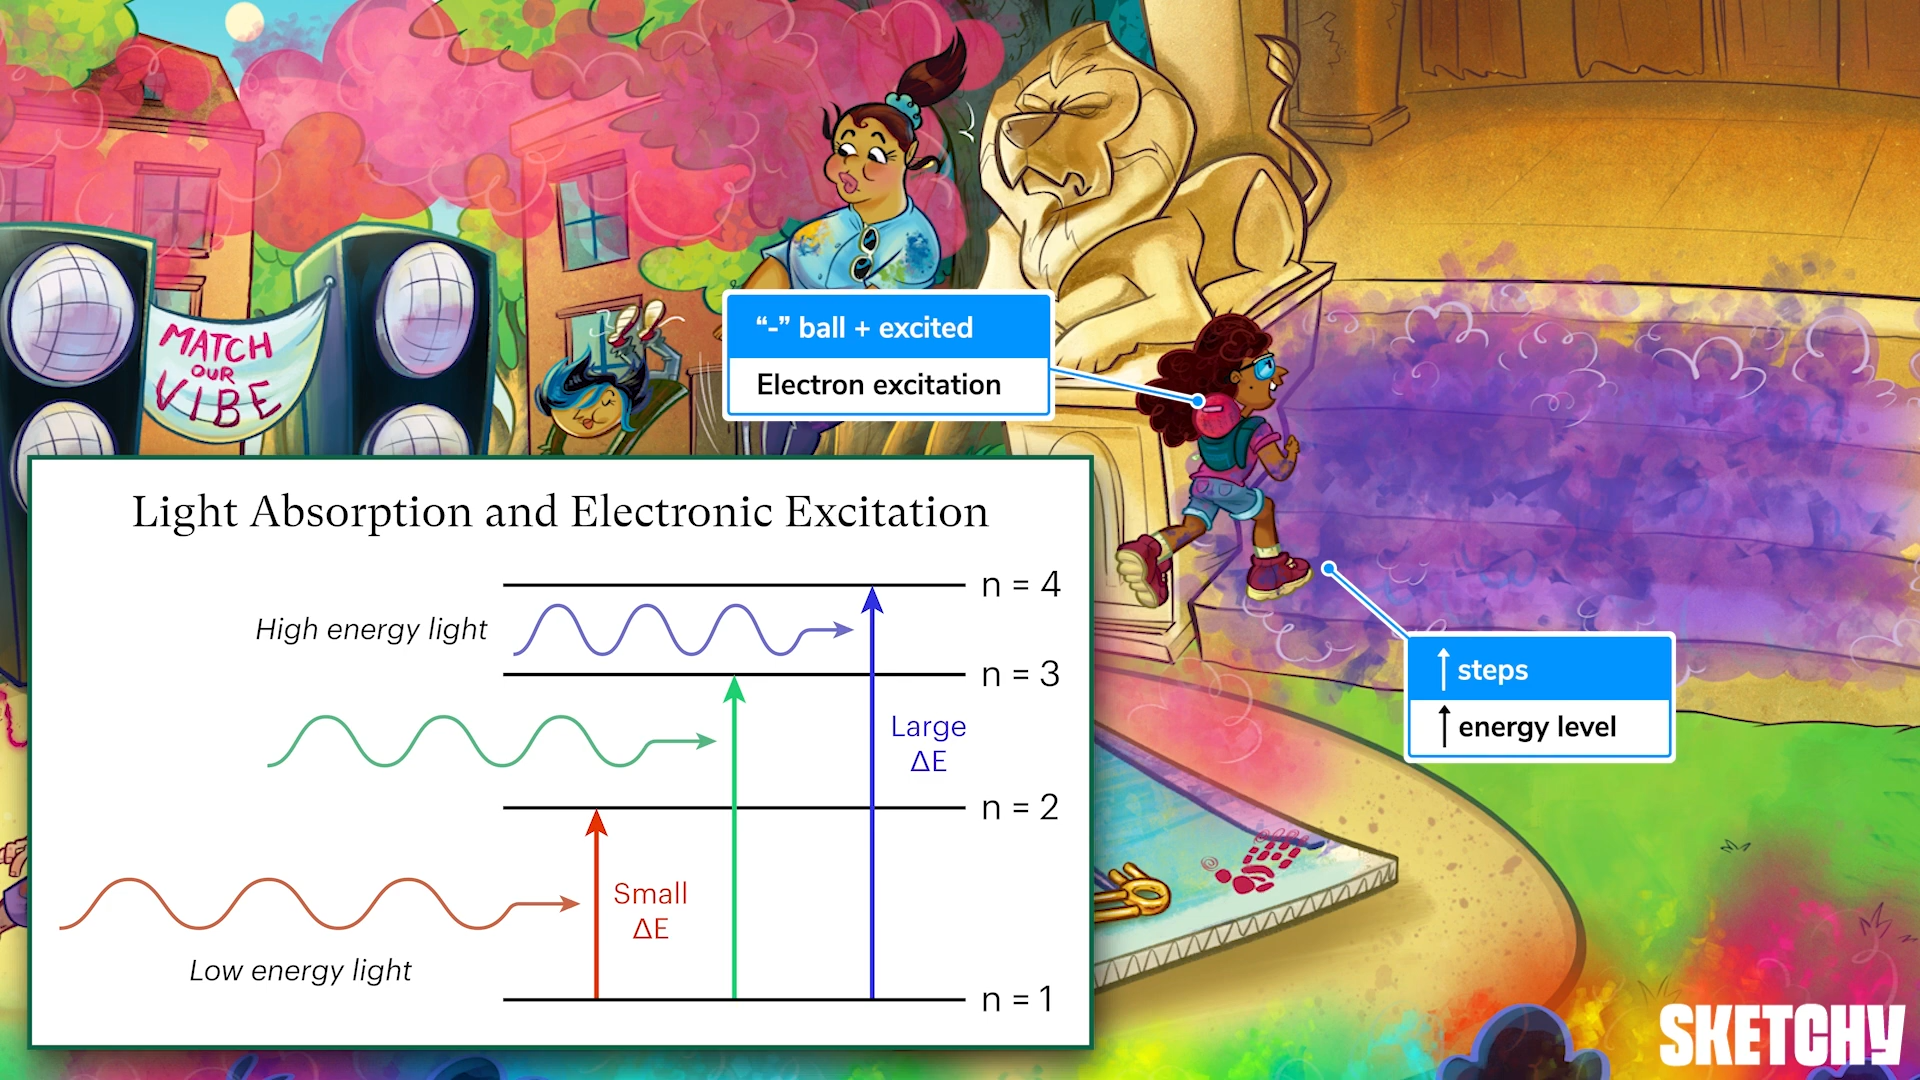 MATCH
OUR
VIBE
“-” ball + excited
Electron excitation
↑ steps
↑ energy level
Light Absorption and Electronic Excitation
n = 4
High energy light
n = 3
Large
ΔE
n = 2
Small
ΔE
Low energy light
n = 1
SKETCHY